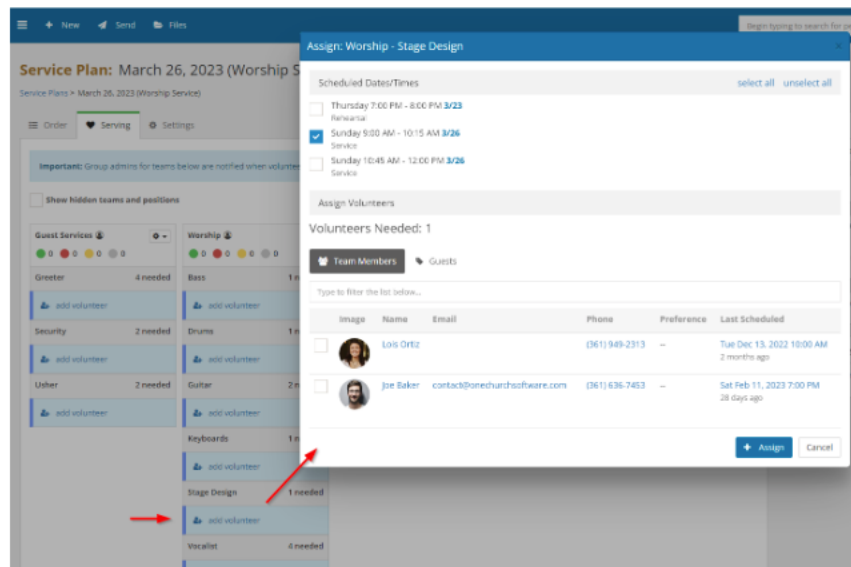 + New Send Files
Begin typing to search for pe
Service Plan: March 26, 2023 (Worship S
Service Plans > March 26, 2023 (Worship Service)
Order Serving Settings
Important: Group admins for teams below are notified when voluntee
Show hidden teams and positions
Guest Services
0 0 0 0
Greeter 4 needed
add volunteer
Security 2 needed
add volunteer
Usher 2 needed
add volunteer
Worship
0 0 0 0
Bass 1 n
add volunteer
Drums 1 n
add volunteer
Guitar 2 n
add volunteer
Keyboards 1 n
add volunteer
Stage Design 1 needed
add volunteer
Vocalist 4 needed
Assign: Worship - Stage Design ×
Scheduled Dates/Times select all unselect all
Thursday 7:00 PM - 8:00 PM 3/23
Rehearsal
Sunday 9:00 AM - 10:15 AM 3/26
Service
Sunday 10:45 AM - 12:00 PM 3/26
Service
Assign Volunteers
Volunteers Needed: 1
Team Members Guests
Type to filter the list below...
Image Name Email Phone Preference Last Scheduled
Lois Ortiz (361) 949-2313 -- Tue Dec 13, 2022 10:00 AM
2 months ago
Joe Baker contact@onechurchsoftware.com (361) 636-7453 -- Sat Feb 11, 2023 7:00 PM
28 days ago
+ Assign Cancel